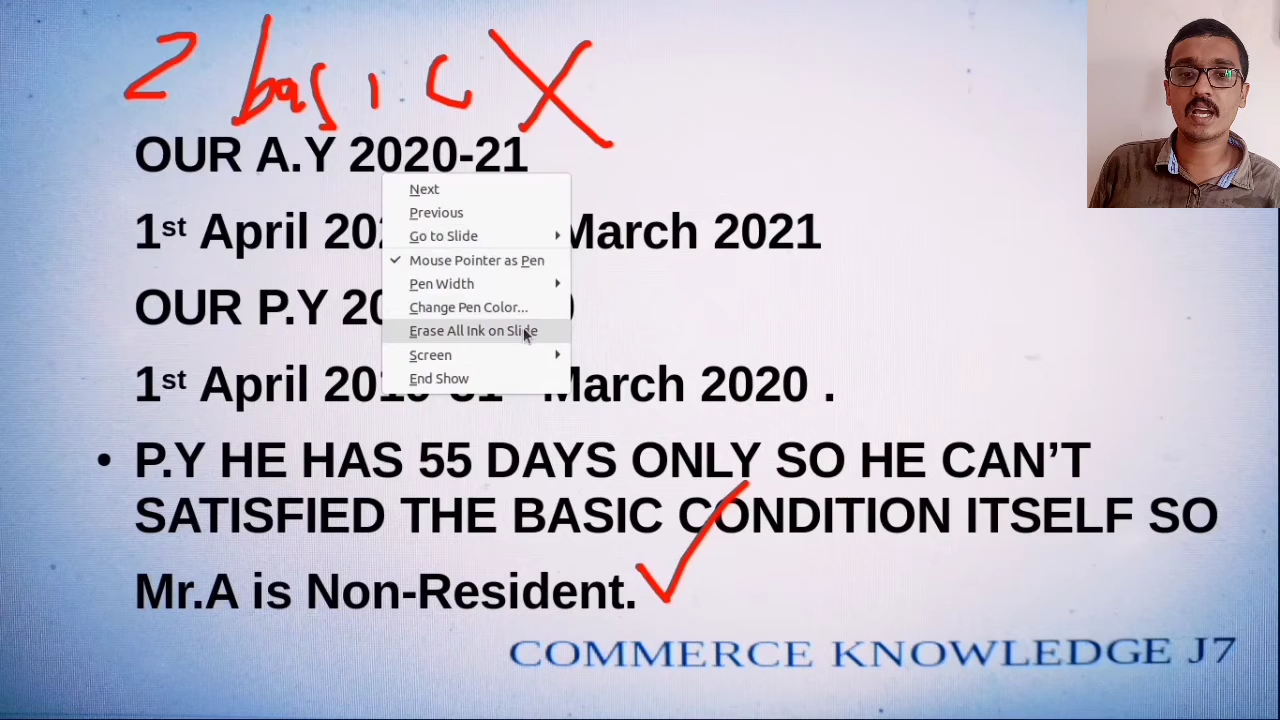 2 basic X
OUR A.Y 2020-21
1st April 202 March 2021
OUR P.Y 20
1st April 2019 31 March 2020 .
• P.Y HE HAS 55 DAYS ONLY SO HE CAN’T
SATISFIED THE BASIC CONDITION ITSELF SO
Mr.A is Non-Resident.
Next
Previous
Go to Slide
Mouse Pointer as Pen
Pen Width
Change Pen Color...
Erase All Ink on Slide
Screen
End Show
COMMERCE KNOWLEDGE J7